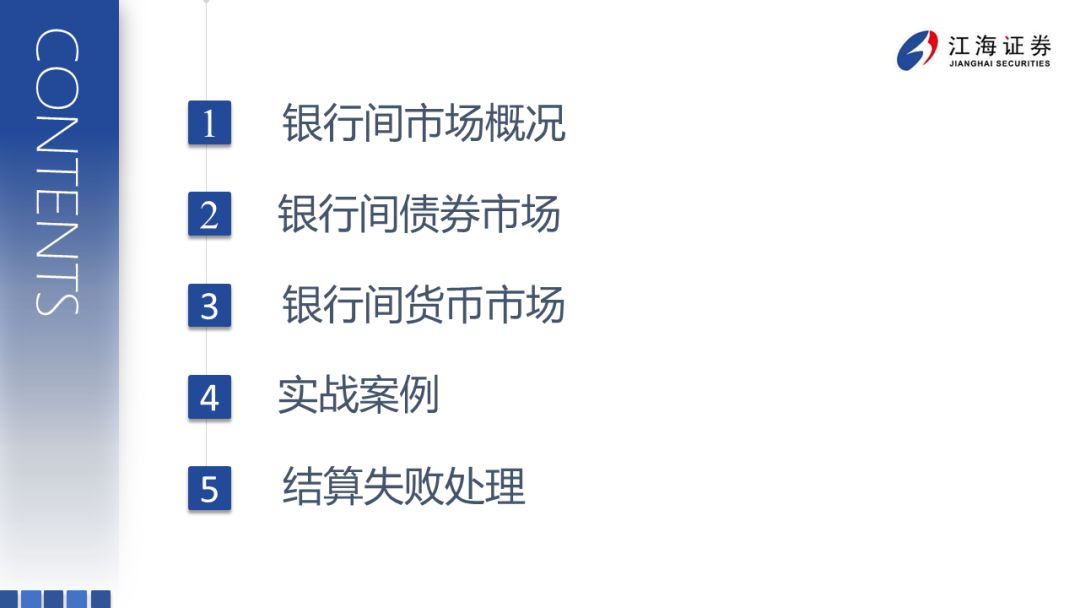 CONTENTS
江海证券
JIANGHAI SECURITIES
1 银行间市场概况
2 银行间债券市场
3 银行间货币市场
4 实战案例
5 结算失败处理